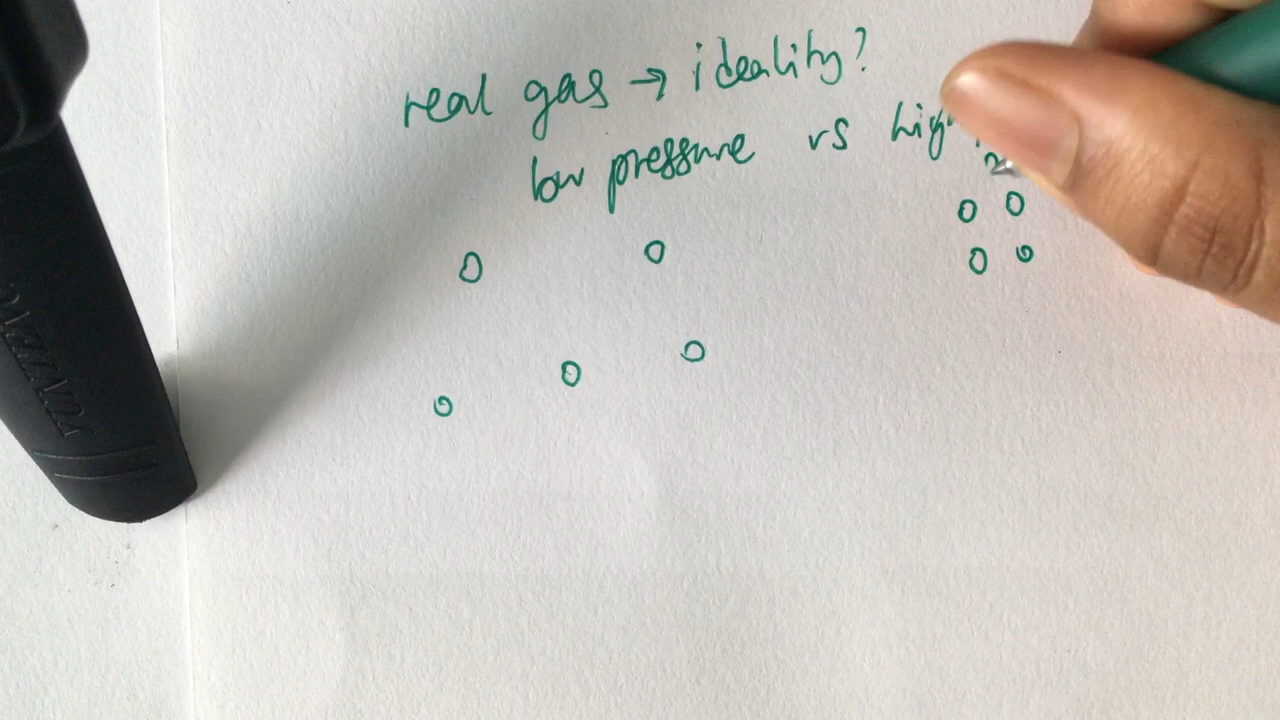 real gas → ideality?
low pressure vs